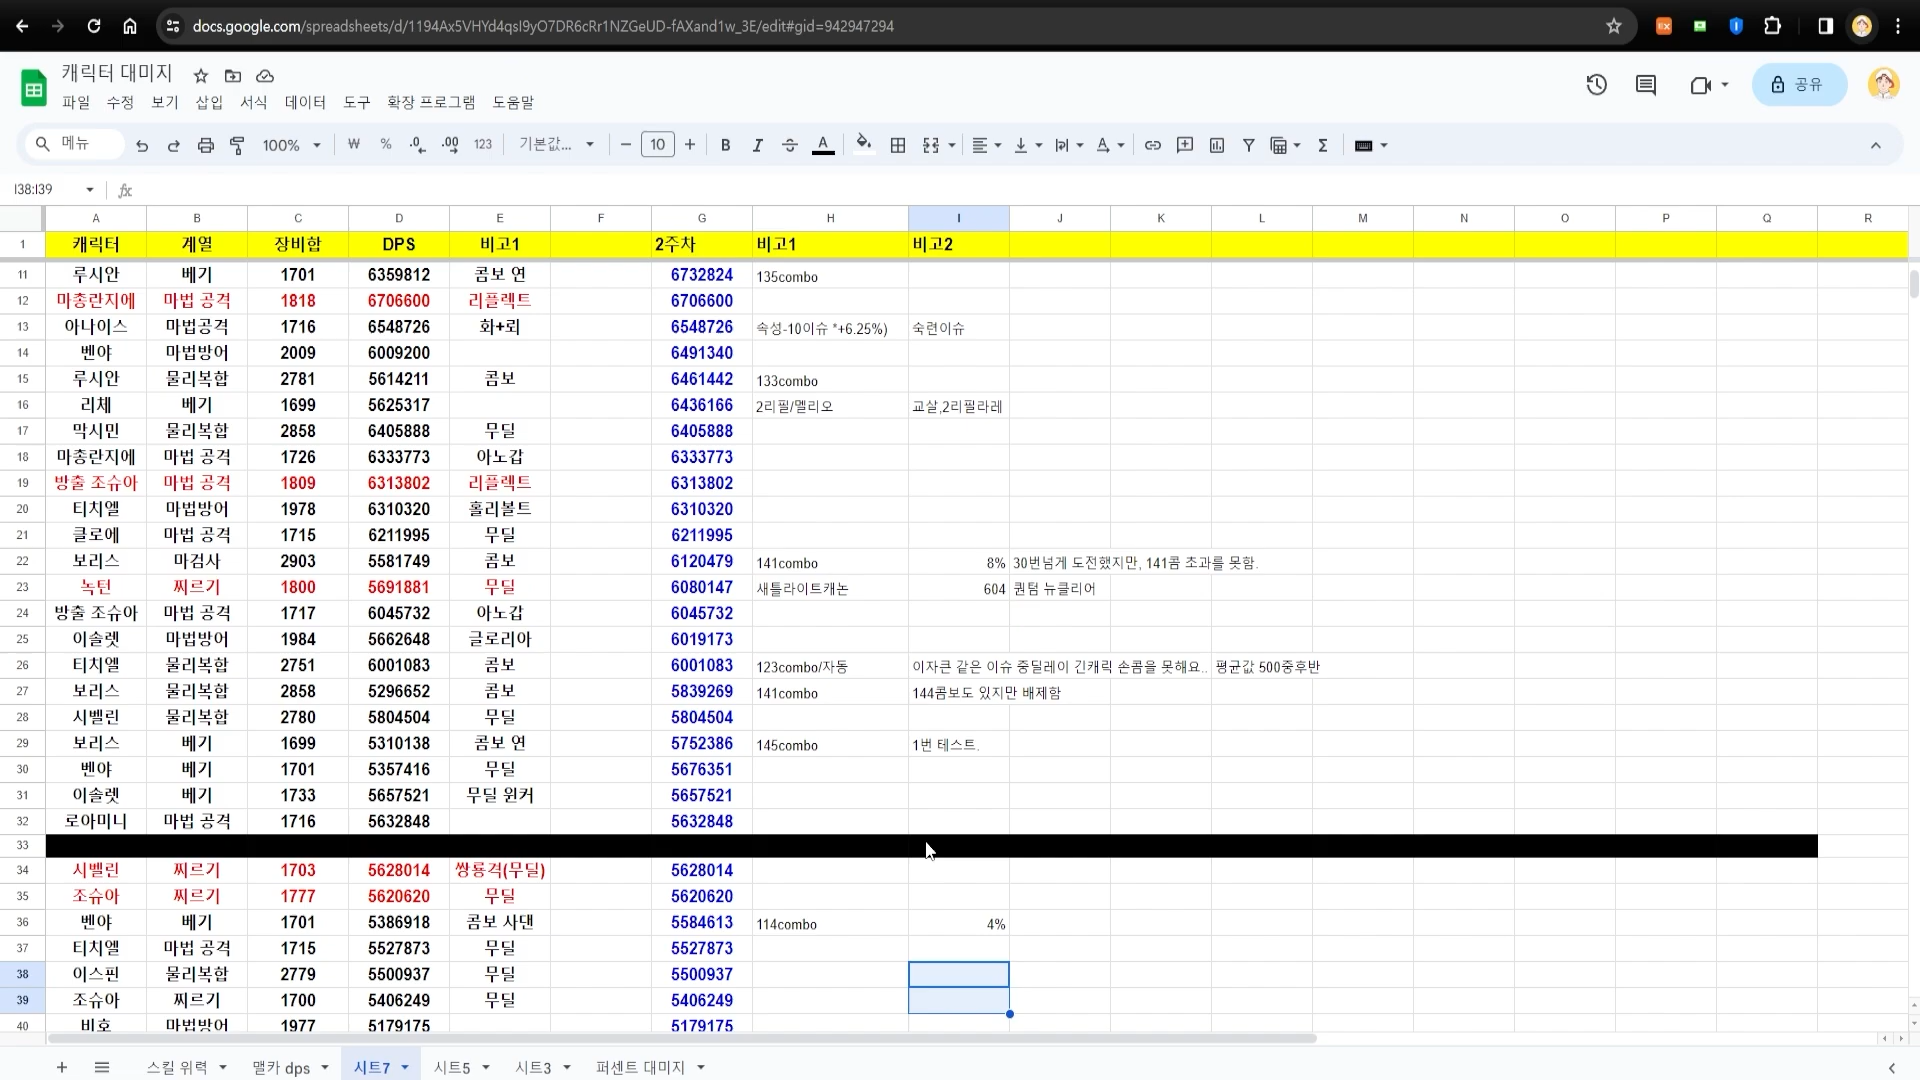 docs.google.com/spreadsheets/d/1194Ax5VHYd4qsI9yO7DR6cRr1NZGeUD-fAXand1w_3E/edit#gid=942947294
캐릭터 대미지
파일 수정 보기 삽입 서식 데이터 도구 확장 프로그램 도움말
공유
메뉴 100% ₩ % .0 .00 123 기본값... 10 B I A
I38:I39 fx
A B C D E F G H I J K L M N O P Q R
1 캐릭터 계열 장비합 DPS 비고1 2주차 비고1 비고2
11 루시안 베기 1701 6359812 콤보 연 6732824 135combo
12 마총란지에 마법 공격 1818 6706600 리플렉트 6706600
13 아나이스 마법공격 1716 6548726 화+뢰 6548726 속성-10이슈 *+6.25%) 숙련이슈
14 벤야 마법방어 2009 6009200 6491340
15 루시안 물리복합 2781 5614211 콤보 6461442 133combo
16 리체 베기 1699 5625317 6436166 2리필/멜리오 교살,2리필라레
17 막시민 물리복합 2858 6405888 무딜 6405888
18 마총란지에 마법 공격 1726 6333773 아노갑 6333773
19 방출 조슈아 마법 공격 1809 6313802 리플렉트 6313802
20 티치엘 마법방어 1978 6310320 홀리볼트 6310320
21 클로에 마법 공격 1715 6211995 무딜 6211995
22 보리스 마검사 2903 5581749 콤보 6120479 141combo 8% 30번넘게 도전했지만, 141콤 초과를 못함.
23 녹턴 찌르기 1800 5691881 무딜 6080147 새틀라이트캐논 604 퀀텀 뉴클리어
24 방출 조슈아 마법 공격 1717 6045732 아노갑 6045732
25 이솔렛 마법방어 1984 5662648 글로리아 6019173
26 티치엘 물리복합 2751 6001083 콤보 6001083 123combo/자동 이자큰 같은 이슈 중딜레이 긴캐릭 손콤을 못해요.. 평균값 500중후반
27 보리스 물리복합 2858 5296652 콤보 5839269 141combo 144콤보도 있지만 배제함
28 시벨린 물리복합 2780 5804504 무딜 5804504
29 보리스 베기 1699 5310138 콤보 연 5752386 145combo 1번 테스트.
30 벤야 베기 1701 5357416 무딜 5676351
31 이솔렛 베기 1733 5657521 무딜 윈커 5657521
32 로아미니 마법 공격 1716 5632848 5632848
33
34 시벨린 찌르기 1703 5628014 쌍룡격(무딜) 5628014
35 조슈아 찌르기 1777 5620620 무딜 5620620
36 벤야 베기 1701 5386918 콤보 사댄 5584613 114combo 4%
37 티치엘 마법 공격 1715 5527873 무딜 5527873
38 이스핀 물리복합 2779 5500937 무딜 5500937
39 조슈아 찌르기 1700 5406249 무딜 5406249
40 비호 마법방어 1977 5179175 5179175
스킬 위력 맬카 dps 시트7 시트5 시트3 퍼센트 대미지